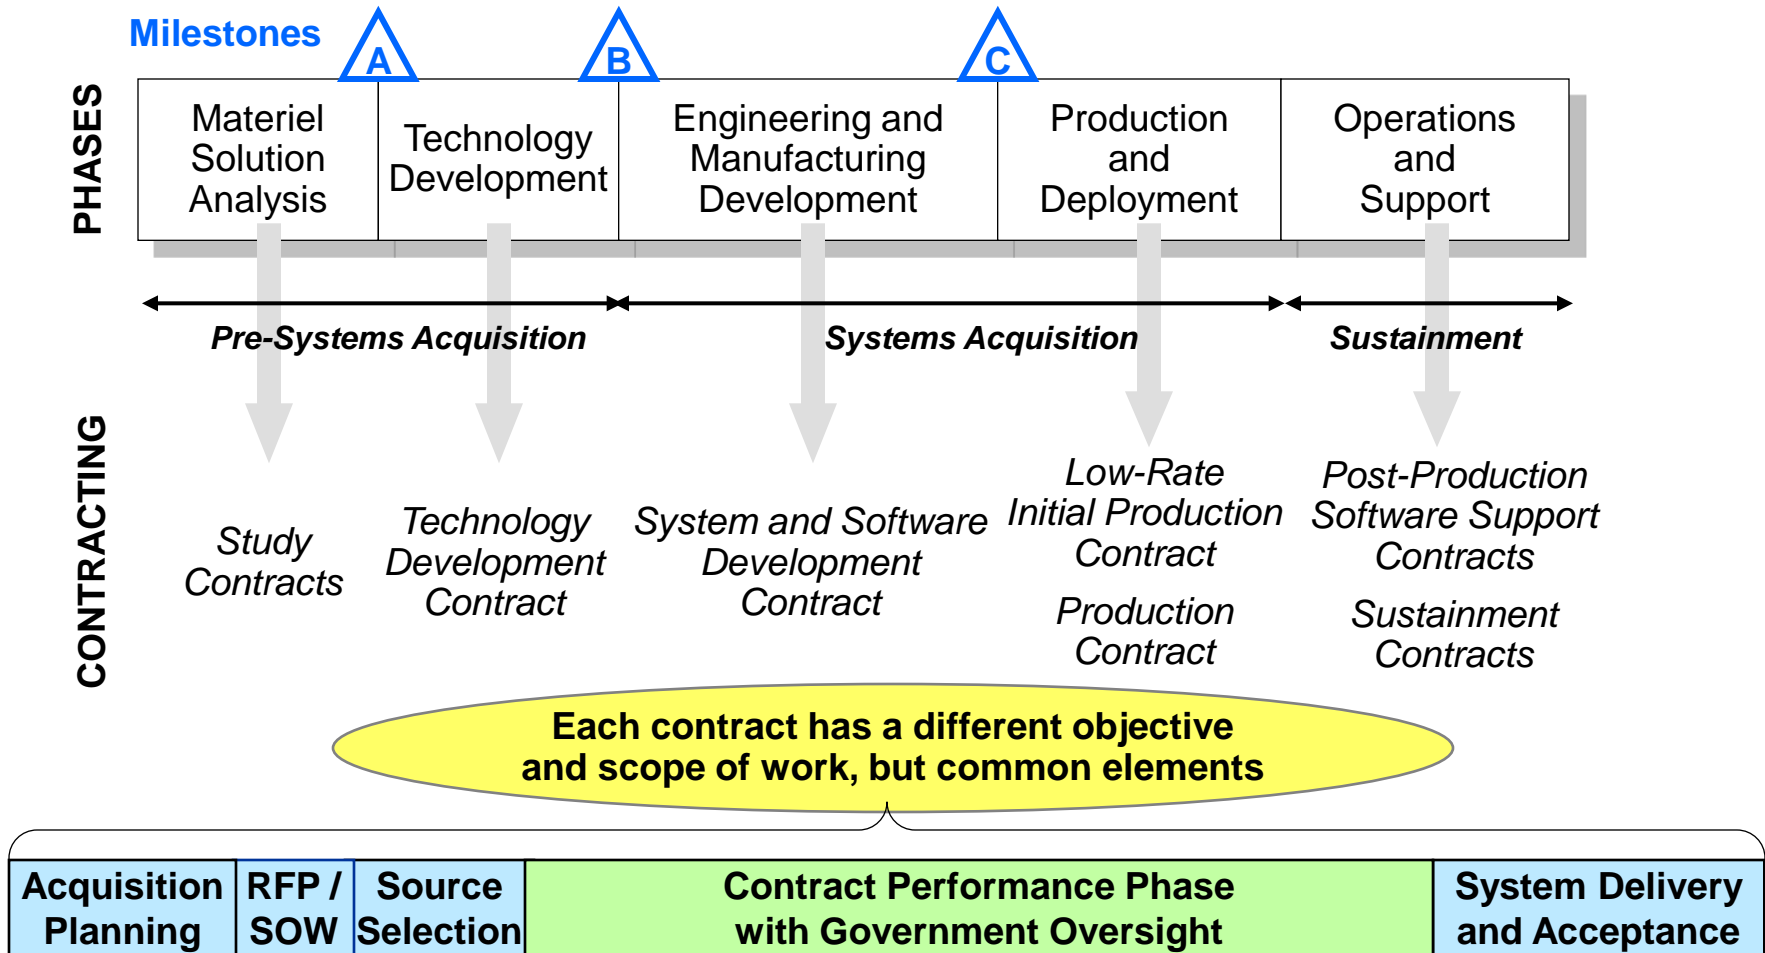 Milestones
A
B
C
PHASES
Materiel
Solution
Analysis
Technology
Development
Engineering and
Manufacturing
Development
Production
and
Deployment
Operations
and
Support
Pre-Systems Acquisition
Systems Acquisition
Sustainment
CONTRACTING
Study
Contracts
Technology
Development
Contract
System and Software
Development
Contract
Low-Rate
Initial Production
Contract
Production
Contract
Post-Production
Software Support
Contracts
Sustainment
Contracts
Each contract has a different objective
and scope of work, but common elements
Acquisition
Planning
RFP /
SOW
Source
Selection
Contract Performance Phase
with Government Oversight
System Delivery
and Acceptance